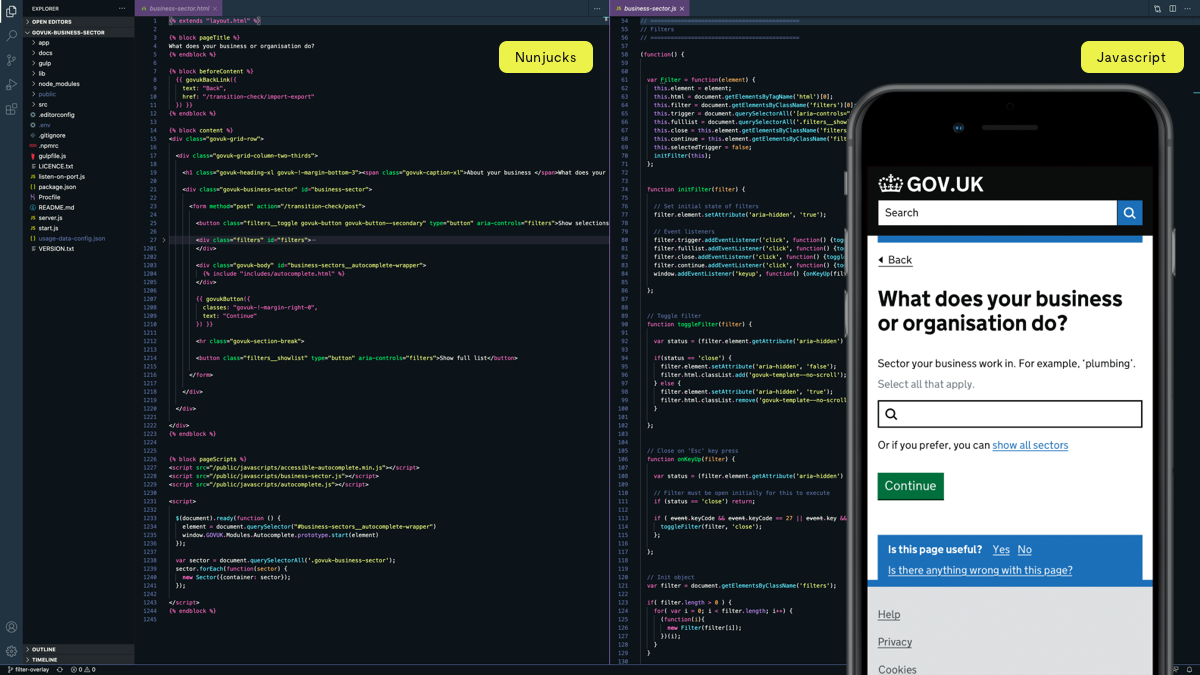 EXPLORER
OPEN EDITORS
GOVUK-BUSINESS-SECTOR
app
docs
gulp
lib
node_modules
public
src
.editorconfig
.env
.gitignore
.npmrc
gulpfile.js
LICENCE.txt
listen-on-port.js
package.json
Procfile
README.md
server.js
start.js
usage-data-config.json
VERSION.txt
OUTLINE
TIMELINE
filter-overlay
0 0
business-sector.html
Nunjucks
1 {% extends "layout.html" %}
2
3 {% block pageTitle %}
4 What does your business or organisation do?
5 {% endblock %}
6
7 {% block beforeContent %}
8 {{ govukBackLink({
9 text: "Back",
10 href: "/transition-check/import-export"
11 }) }}
12 {% endblock %}
13
14 {% block content %}
15 <div class="govuk-grid-row">
16
17 <div class="govuk-grid-column-two-thirds">
18
19 <h1 class="govuk-heading-xl govuk-!-margin-bottom-3"><span class="govuk-caption-xl">About your business </span>What does your
20
21 <div class="govuk-business-sector" id="business-sector">
22
23 <form method="post" action="/transition-check/post">
24
25 <button class="filters__toggle govuk-button govuk-button--secondary" type="button" aria-controls="filters">Show selections
26
27 <div class="filters" id="filters">
1201 </div>
1202
1203 <div class="govuk-body" id="business-sectors__autocomplete-wrapper">
1204 {% include "includes/autocomplete.html" %}
1205 </div>
1206
1207 {{ govukButton({
1208 classes: "govuk-!-margin-right-0",
1209 text: "Continue"
1210 }) }}
1211
1212 <hr class="govuk-section-break">
1213
1214 <button class="filters__showlist" type="button" aria-controls="filters">Show full list</button>
1215
1216 </form>
1217
1218 </div>
1219
1220 </div>
1221
1222 </div>
1223 {% endblock %}
1224
1225
1226 {% block pageScripts %}
1227 <script src="/public/javascripts/accessible-autocomplete.min.js"></script>
1228 <script src="/public/javascripts/business-sector.js"></script>
1229 <script src="/public/javascripts/autocomplete.js"></script>
1230
1231 <script>
1232
1233 $(document).ready(function () {
1234 element = document.querySelector("#business-sectors__autocomplete-wrapper")
1235 window.GOVUK.Modules.Autocomplete.prototype.start(element)
1236 });
1237
1238 var sector = document.querySelectorAll('.govuk-business-sector');
1239 sector.forEach(function(sector) {
1240 new Sector({container: sector});
1241 });
1242
1243 </script>
1244 {% endblock %}
1245
business-sector.js
Javascript
54 // ============================================
55 // Filters
56 // ============================================
57
58 (function() {
59
60
61 var Filter = function(element) {
62 this.element = element;
63 this.html = document.getElementsByTagName('html')[0];
64 this.filter = document.getElementsByClassName('filters')[0]
65 this.trigger = document.querySelectorAll('[aria-controls="
66 this.fulllist = document.querySelectorAll('.filters__show
67 this.close = this.element.getElementsByClassName('filters
68 this.continue = this.element.getElementsByClassName('filte
69 this.selectedTrigger = false;
70 initFilter(this);
71 };
72
73
74 function initFilter(filter) {
75
76 // Set initial state of filters
77 filter.element.setAttribute('aria-hidden', 'true');
78
79 // Event listeners
80 filter.trigger.addEventListener('click', function() {togg
81 filter.fulllist.addEventListener('click', function() {to
82 filter.close.addEventListener('click', function() {toggle
83 filter.continue.addEventListener('click', function() {to
84 window.addEventListener('keyup', function() {onKeyUp(fil
85
86 };
87
88
89 // Toggle filter
90 function toggleFilter(filter) {
91
92 var status = (filter.element.getAttribute('aria-hidden')
93
94 if(status == 'close') {
95 filter.element.setAttribute('aria-hidden', 'false');
96 filter.html.classList.add('govuk-template--no-scroll');
97 } else {
98 filter.element.setAttribute('aria-hidden', 'true');
99 filter.html.classList.remove('govuk-template--no-scroll
100 }
101
102 };
103
104
105 // Close on 'Esc' key press
106 function onKeyUp(filter) {
107
108 var status = (filter.element.getAttribute('aria-hidden')
109
110 // Filter must be open initially for this to execute
111 if (status == 'close') return;
112
113 if ( event.keyCode && event.keyCode == 27 || event.key &&
114 toggleFilter(filter, 'close');
115 };
116
117 };
118
119
120 // Init object
121 var filter = document.getElementsByClassName('filters');
122
123 if( filter.length > 0 ) {
124 for( var i = 0; i < filter.length; i++) {
125 (function(i){
126 new Filter(filter[i]);
127 })(i);
128 }
129 }
130
GOV.UK
Search
Back
What does your business
or organisation do?
Sector your business work in. For example, ‘plumbing’.
Select all that apply.
Or if you prefer, you can show all sectors
Continue
Is this page useful? Yes No
Is there anything wrong with this page?
Help
Privacy
Cookies